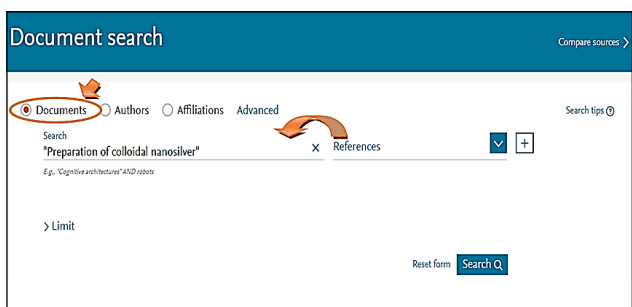 Document search
Compare sources >
Documents Authors Affiliations Advanced
Search tips ?
Search
"Preparation of colloidal nanosilver" X References
E.g., "Cognitive architectures" AND robots
> Limit
Reset form Search